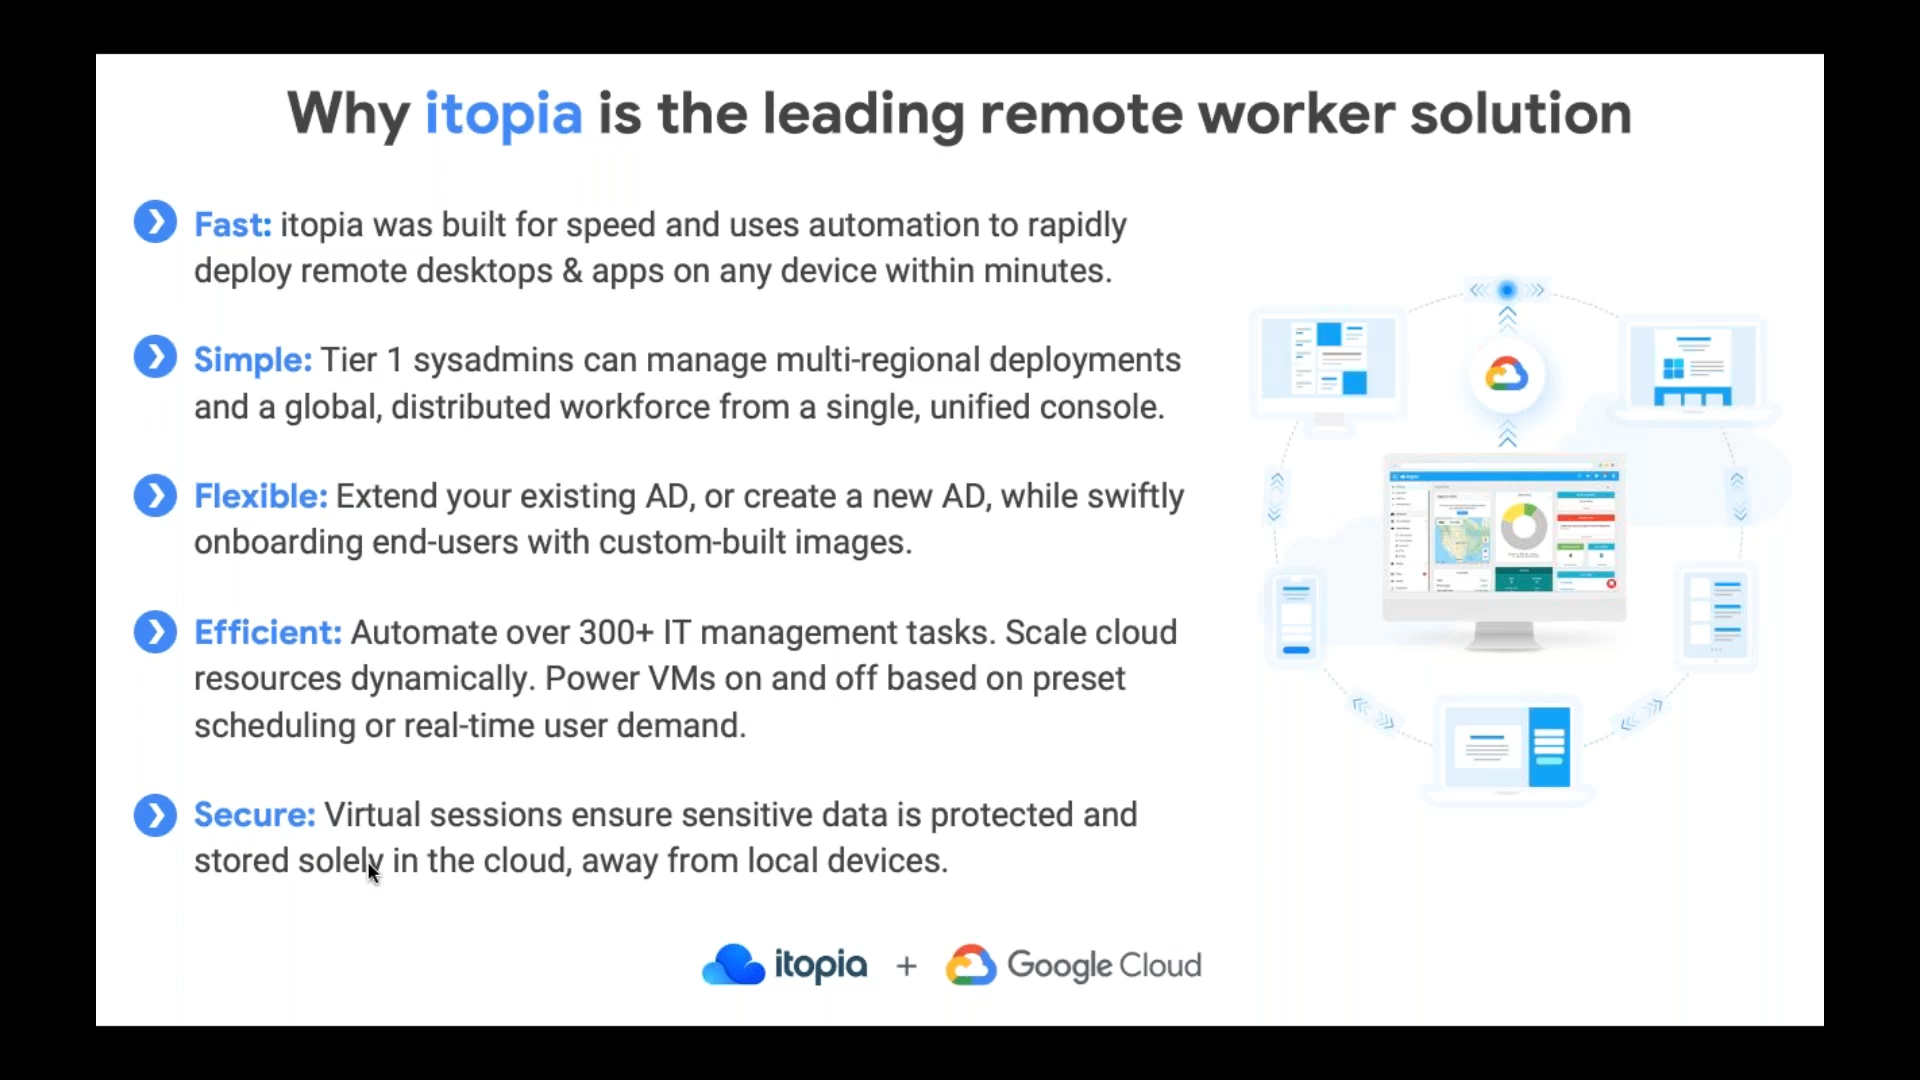 Why itopia is the leading remote worker solution
Fast: itopia was built for speed and uses automation to rapidly
deploy remote desktops & apps on any device within minutes.
Simple: Tier 1 sysadmins can manage multi-regional deployments
and a global, distributed workforce from a single, unified console.
Flexible: Extend your existing AD, or create a new AD, while swiftly
onboarding end-users with custom-built images.
Efficient: Automate over 300+ IT management tasks. Scale cloud
resources dynamically. Power VMs on and off based on preset
scheduling or real-time user demand.
Secure: Virtual sessions ensure sensitive data is protected and
stored solely in the cloud, away from local devices.
itopia + Google Cloud